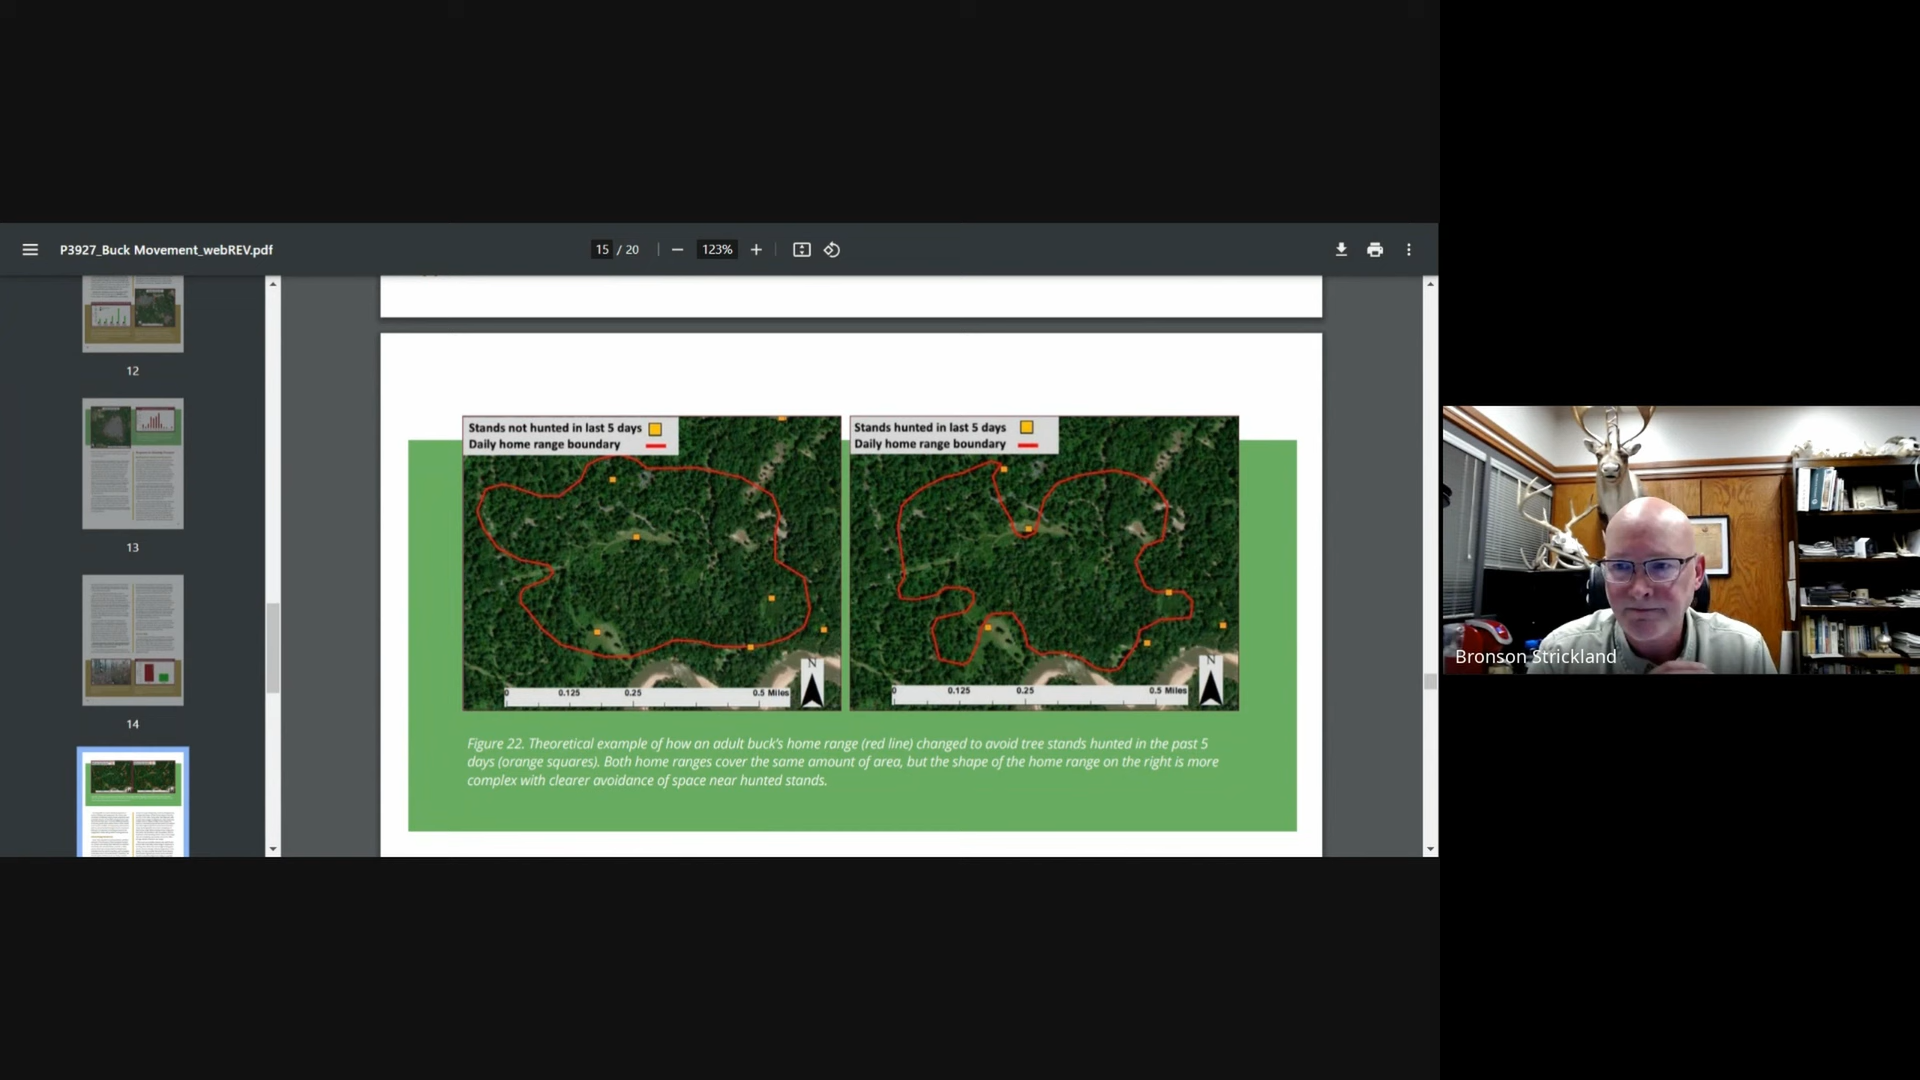 P3927_Buck Movement_webREV.pdf
15 / 20
123%
12
13
14
Stands not hunted in last 5 days
Daily home range boundary
0 0.125 0.25 0.5 Miles
N
Stands hunted in last 5 days
Daily home range boundary
0 0.125 0.25 0.5 Miles
N
Figure 22. Theoretical example of how an adult buck's home range (red line) changed to avoid tree stands hunted in the past 5
days (orange squares). Both home ranges cover the same amount of area, but the shape of the home range on the right is more
complex with clearer avoidance of space near hunted stands.
Bronson Strickland